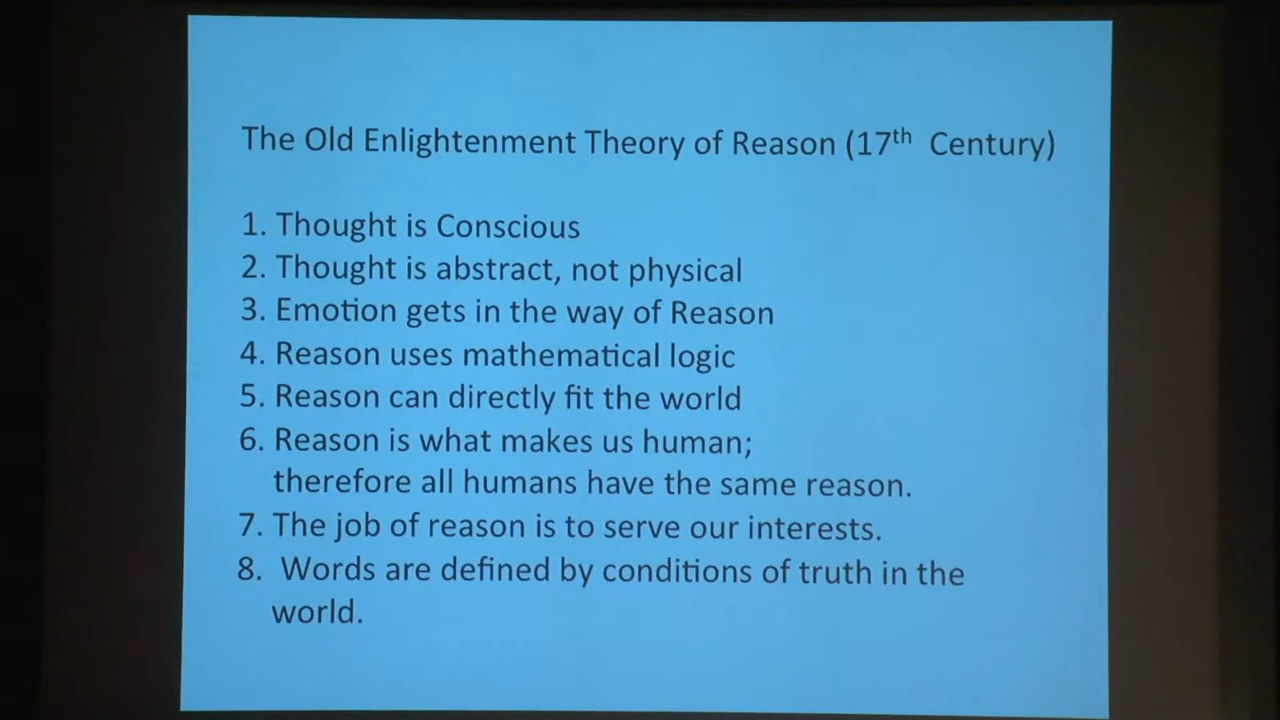 The Old Enlightenment Theory of Reason (17th Century)
1. Thought is Conscious
2. Thought is abstract, not physical
3. Emotion gets in the way of Reason
4. Reason uses mathematical logic
5. Reason can directly fit the world
6. Reason is what makes us human;
therefore all humans have the same reason.
7. The job of reason is to serve our interests.
8. Words are defined by conditions of truth in the
world.